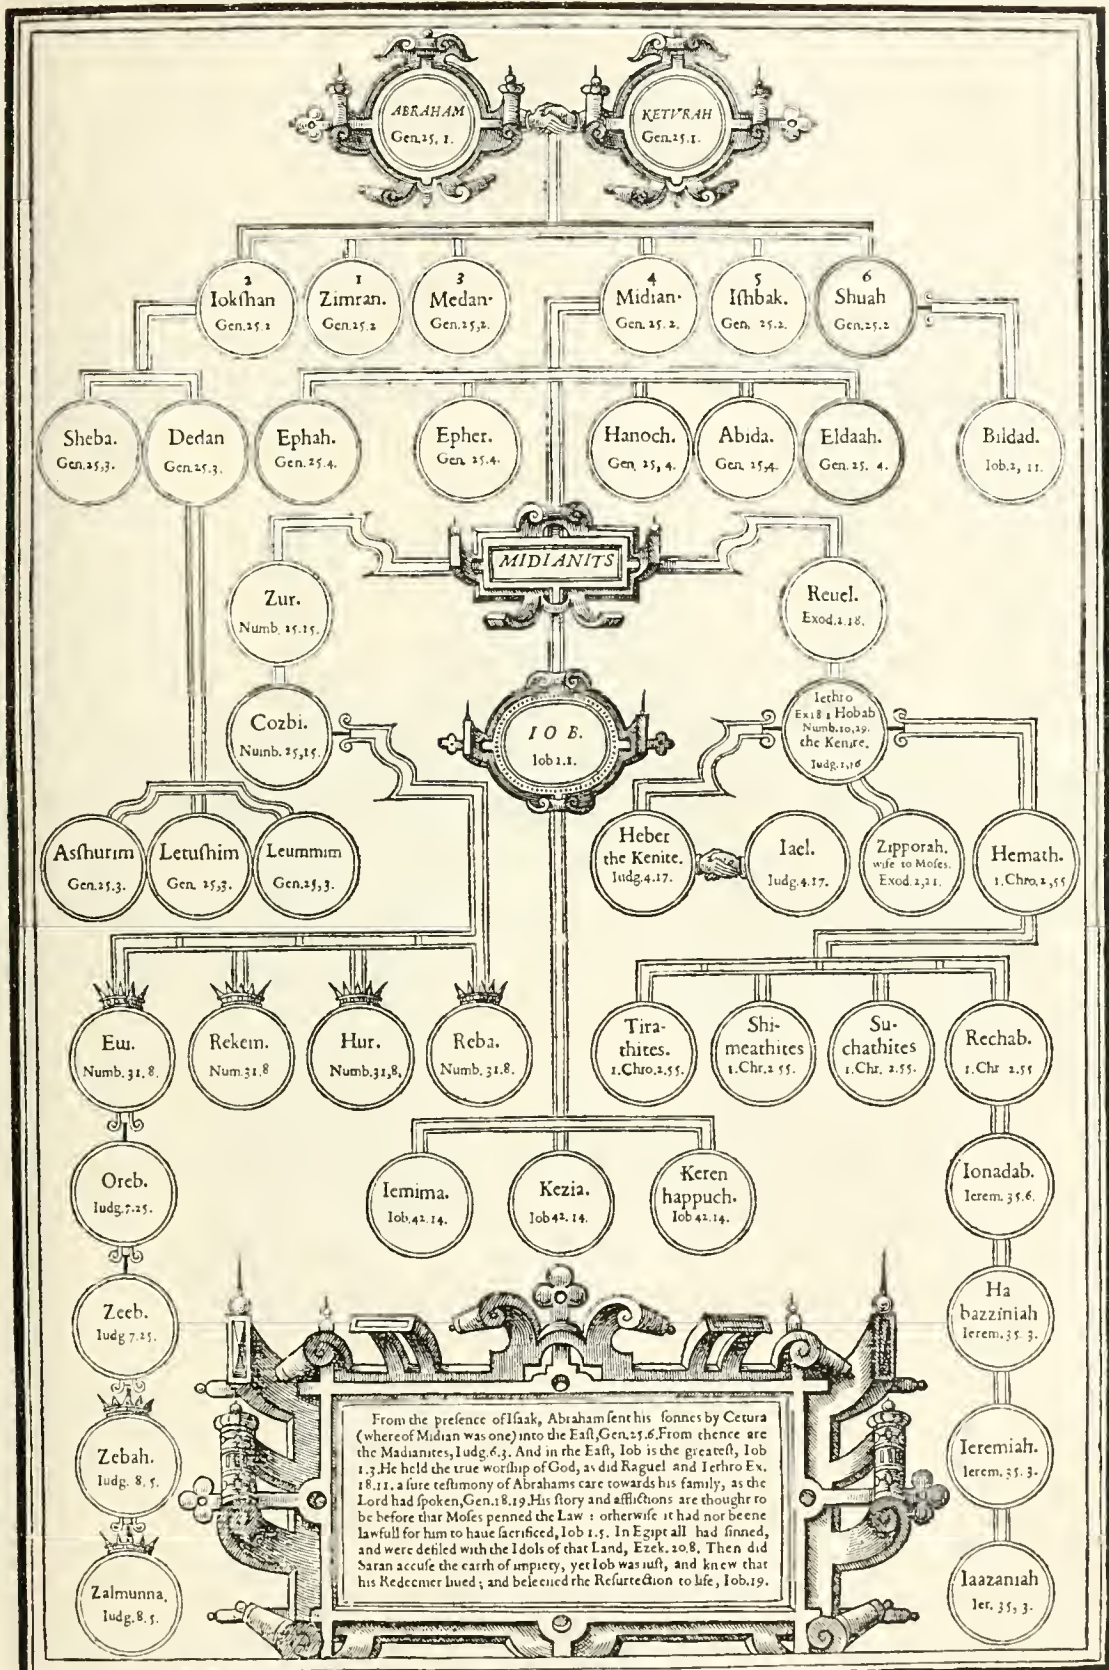 ABRAHAM
Gen.25, 1.
KETVRAH
Gen.25.1.
2
Iokſhan
Gen.25.2
1
Zimran.
Gen.25.2
3
Medan.
Gen.25,2.
4
Midian.
Gen. 25. 2.
5
Iſhbak.
Gen, 25.2.
6
Shuah
Gen.25.2
Sheba.
Gen.25,3.
Dedan
Gen.25.3.
Ephah.
Gen.25.4.
Epher.
Gen. 25.4.
Hanoch.
Gen, 25, 4.
Abida.
Gen, 25,4.
Eldaah.
Gen. 25. 4.
Bildad.
Iob.2, 11.
MIDIANITS
Zur.
Numb. 25.15.
Reuel.
Exod.2.18.
Cozbi.
Numb. 25,15.
IOB.
Iob 1.1.
Iethro
Ex 18 1 Hobab
Numb.10,29.
the Kenite.
Iudg.1,16
Asſhurim
Gen.25.3.
Letuſhim
Gen. 25,3.
Leummim
Gen.25,3.
Heber
the Kenite.
Iudg.4.17.
Iael.
Iudg.4.17.
Zipporah.
wife to Moſes.
Exod. 2,21.
Hemath.
1.Chro.2,55
Eui.
Numb. 31.8.
Rekem.
Num.31.8
Hur.
Numb.31,8,
Reba.
Numb. 31.8.
Tira-
thites.
1.Chro.2.55.
Shi-
meathites
1.Chr.2 55.
Su-
chathites
1.Chr. 2.55.
Rechab.
1.Chr 2.55
Oreb.
Iudg.7.25.
Iemima.
Iob.42.14.
Kezia.
Iob 42.14.
Keren
happuch.
Iob 42.14.
Ionadab.
Ierem. 35.6.
Zeeb.
Iudg 7.25.
Ha
bazziniah
Ierem.35. 3.
Zebah.
Iudg. 8. 5.
Ieremiah.
Ierem. 35. 3.
Zalmunna.
Iudg. 8. 5.
Iaazaniah
Ier. 35, 3.
From the preſence of Iſaak, Abraham ſent his ſonnes by Cetura
(whereof Midian was one) into the Eaſt,Gen.25.6.From thence are
the Madianites,Iudg.6,3. And in the Eaſt, Iob is the greateſt, Iob
1.3.He held the true worſhip of God, as did Raguel and Iethro Ex.
18.11. a ſure teſtimony of Abrahams care towards his family, as the
Lord had ſpoken,Gen.18.19.His ſtory and afflictions are thought to
be before that Moſes penned the Law : otherwiſe it had not beene
lawfull for him to haue ſacrificed, Iob 1.5. In Egipt all had ſinned,
and were defiled with the Idols of that Land, Ezek. 20.8. Then did
Satan accuſe the earth of impiety, yet Iob was iuſt, and knew that
his Redeemer liued ; and beleeued the Reſurrection to life, Iob.19.